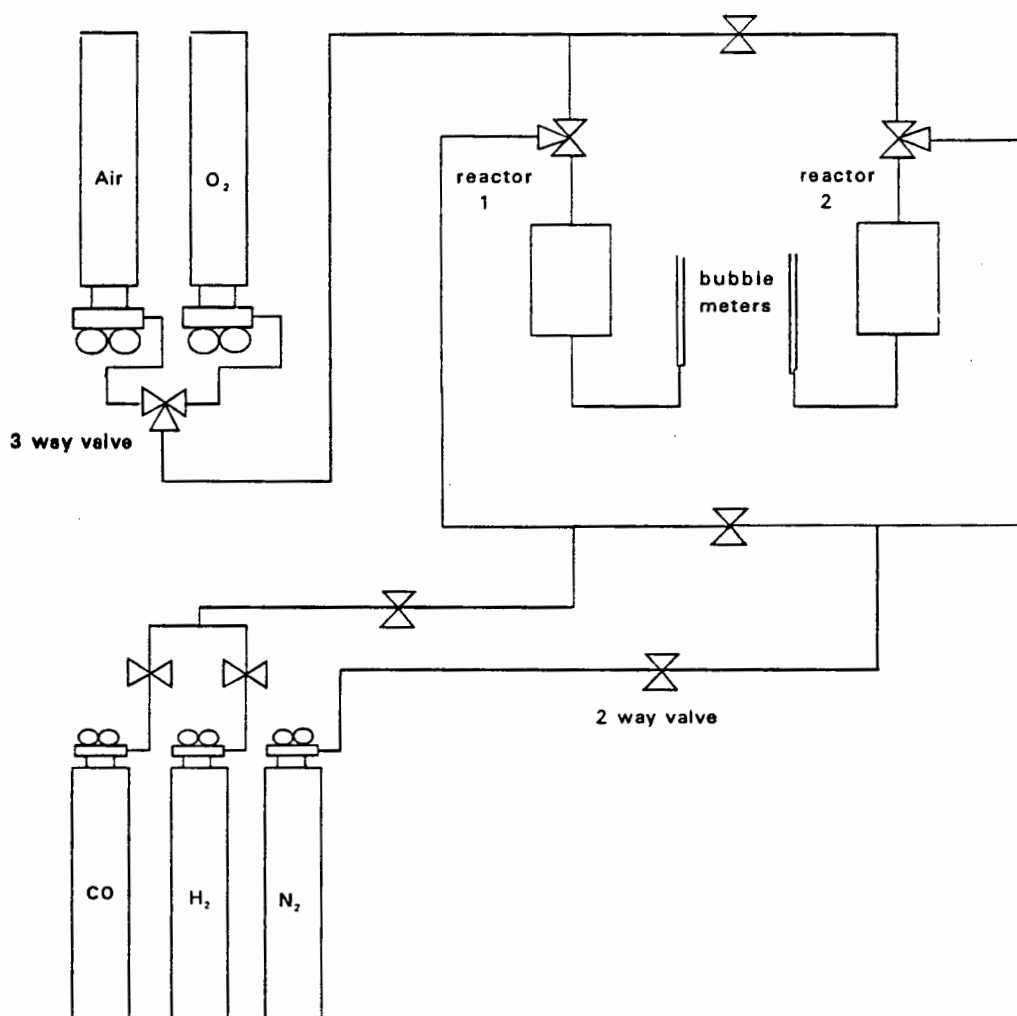 Air
O₂
reactor
1
reactor
2
bubble
meters
3 way valve
2 way valve
CO
H₂
N₂